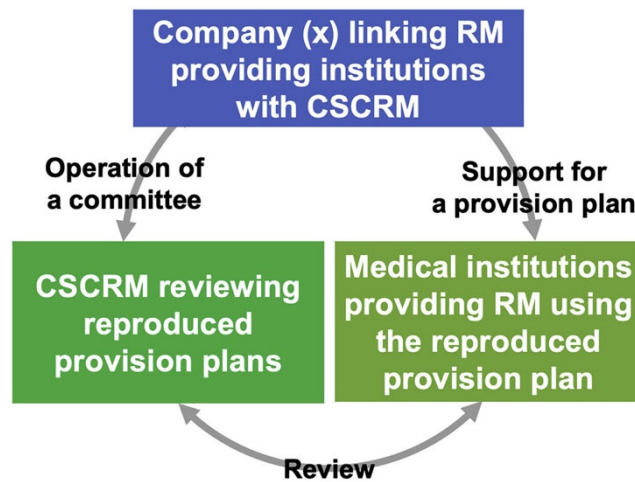 Company (x) linking RM
providing institutions
with CSCRM
Operation of
a committee
Support for
a provision plan
CSCRM reviewing
reproduced
provision plans
Medical institutions
providing RM using
the reproduced
provision plan
Review